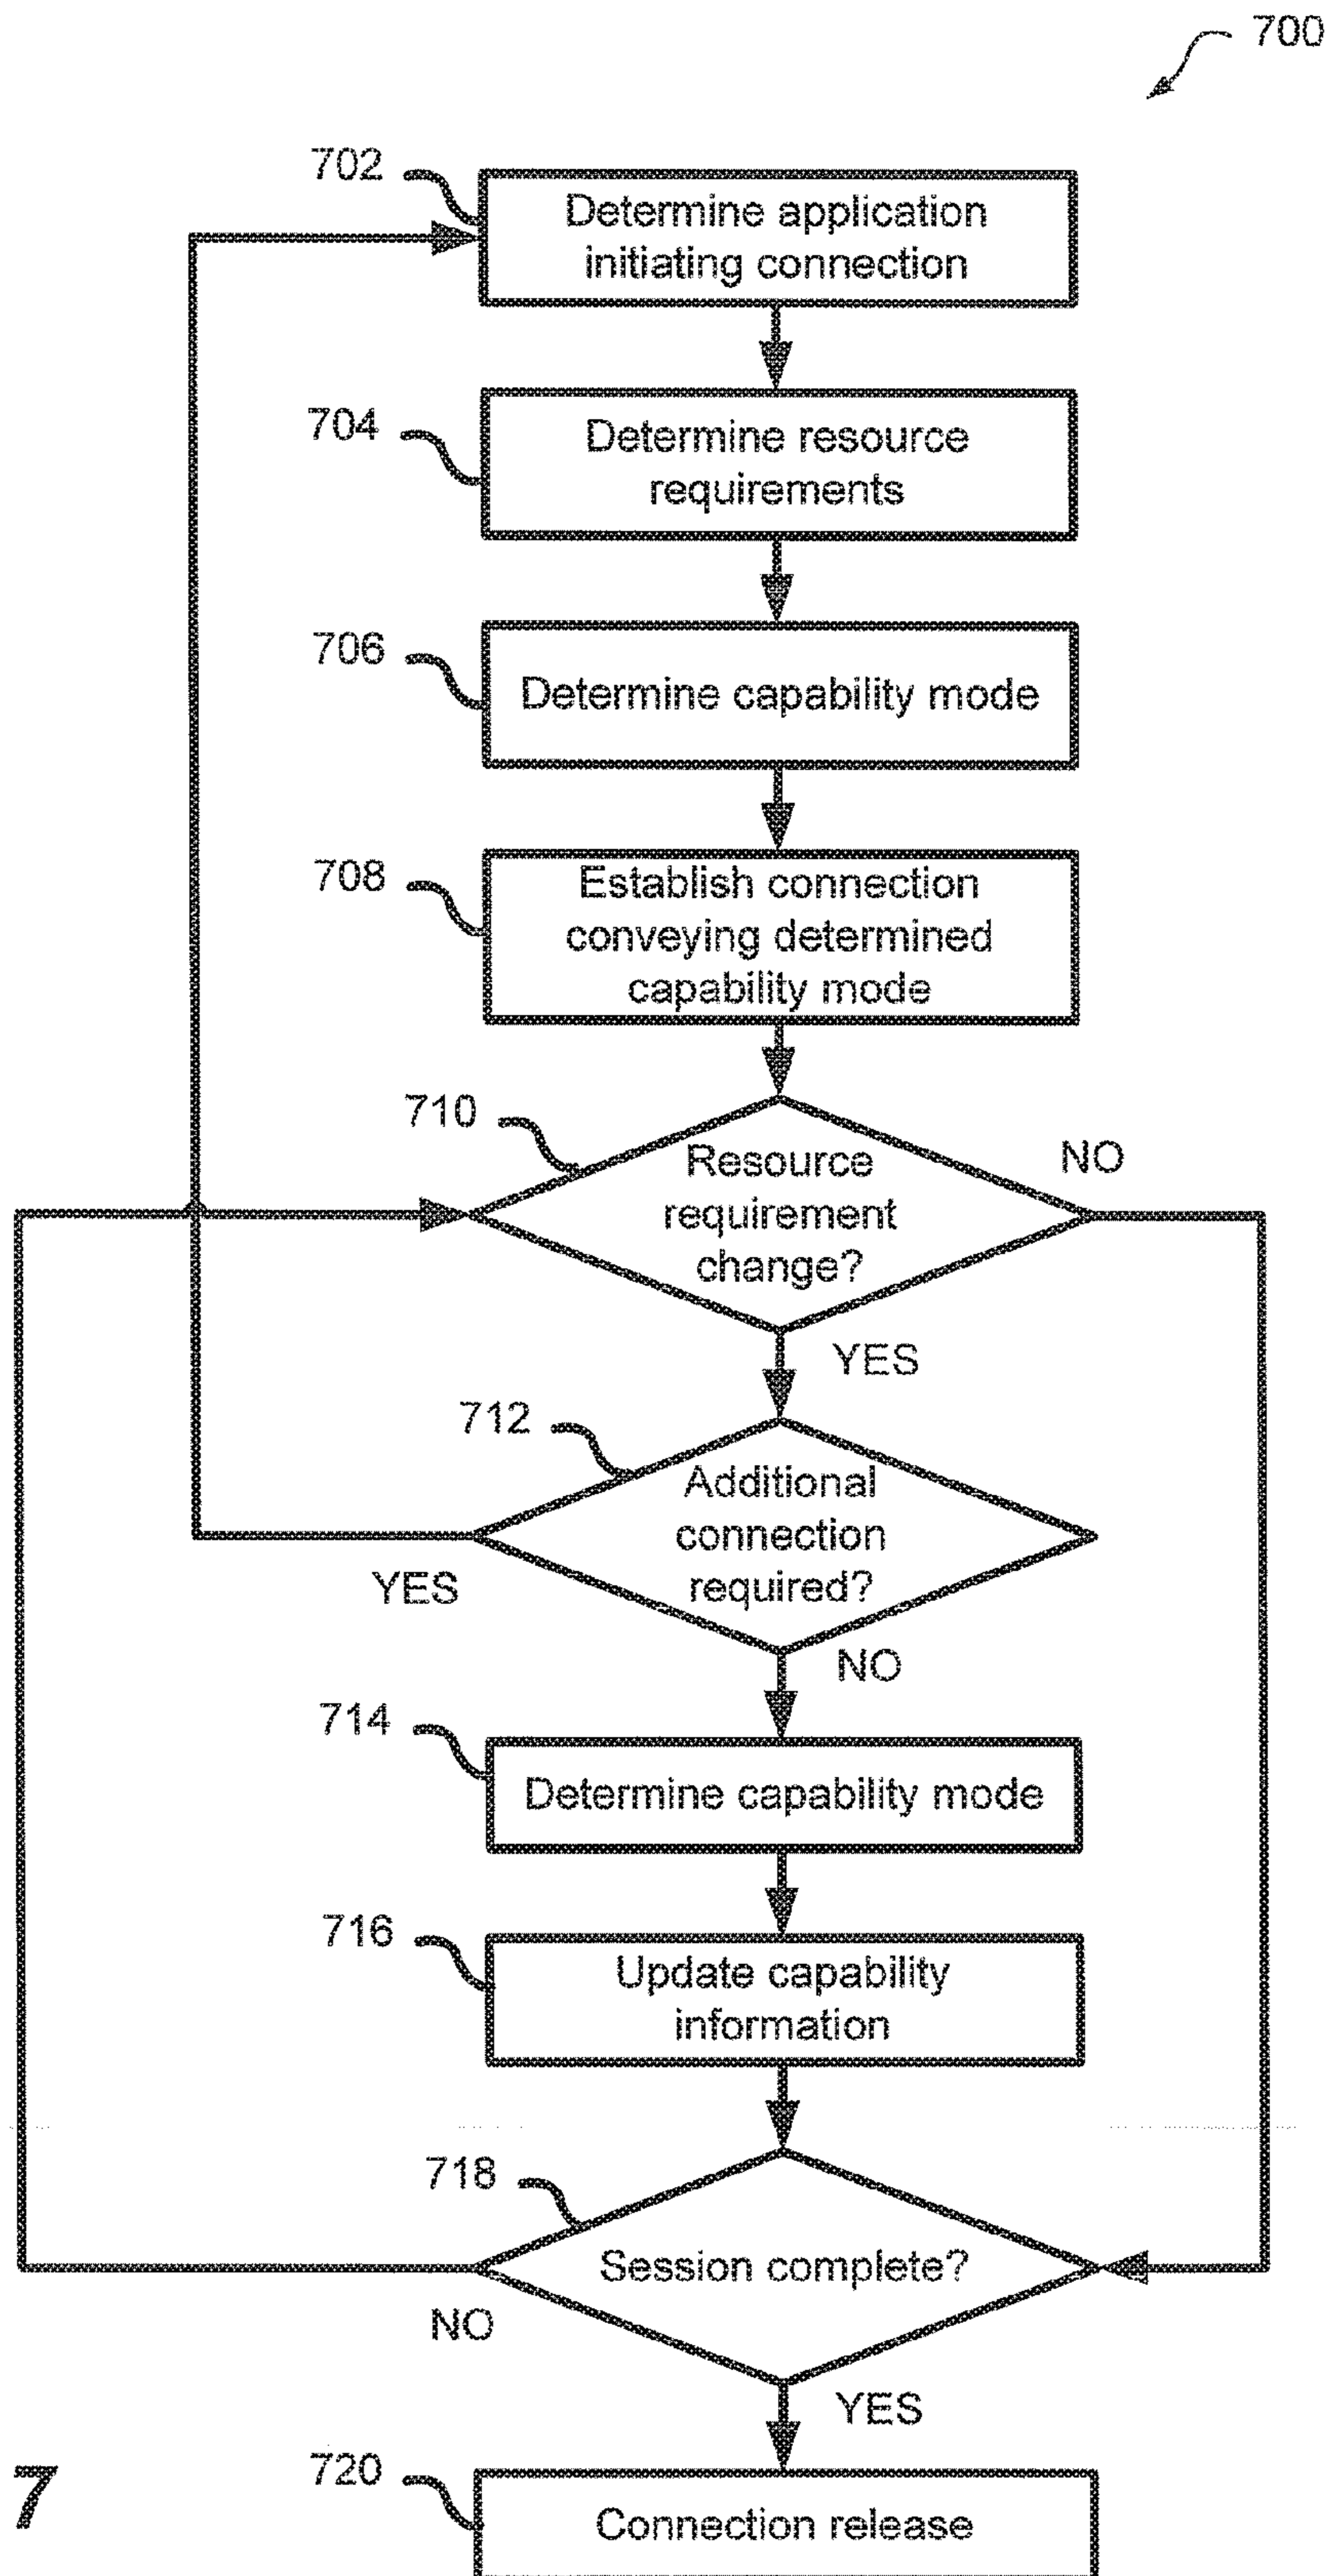 700
702
Determine application
initiating connection
704
Determine resource
requirements
706
Determine capability mode
708
Establish connection
conveying determined
capability mode
710
Resource
requirement
change?
NO
YES
712
Additional
connection
required?
YES
NO
714
Determine capability mode
716
Update capability
information
718
Session complete?
NO
YES
7
720
Connection release